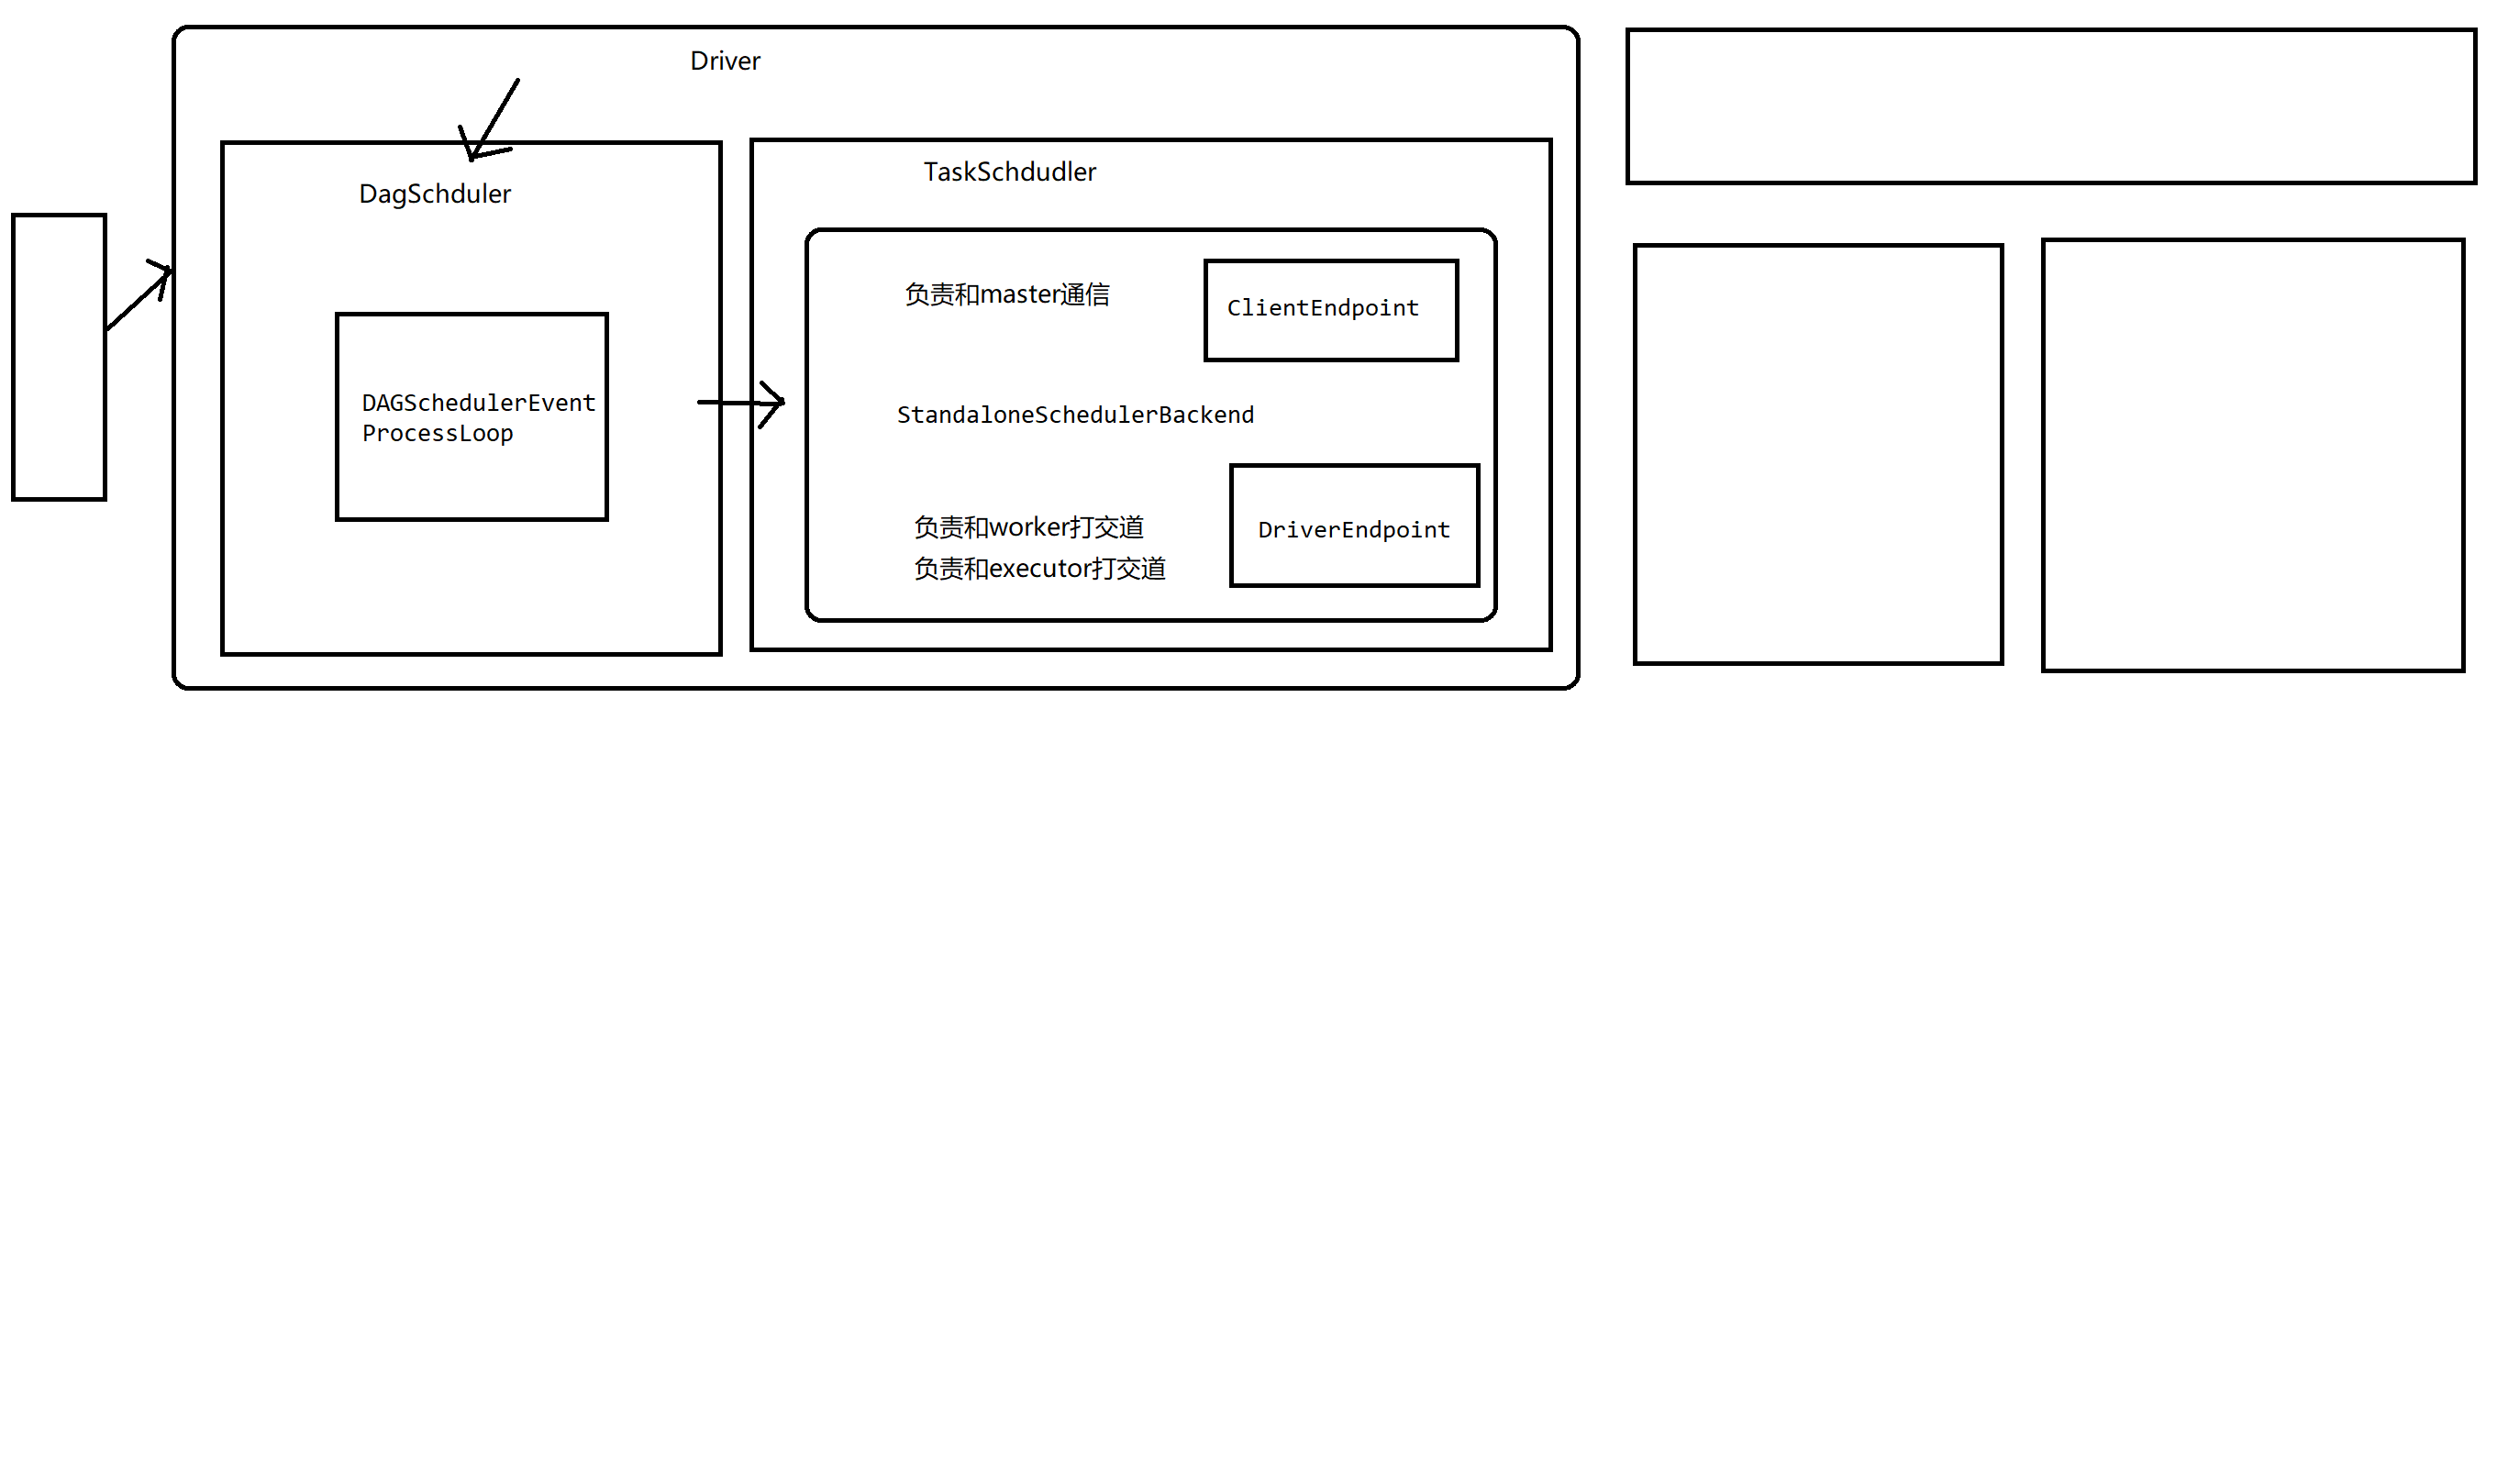 Driver
DagSchduler
DAGSchedulerEvent
ProcessLoop
TaskSchdudler
负责和master通信
ClientEndpoint
StandaloneSchedulerBackend
负责和worker打交道
负责和executor打交道
DriverEndpoint